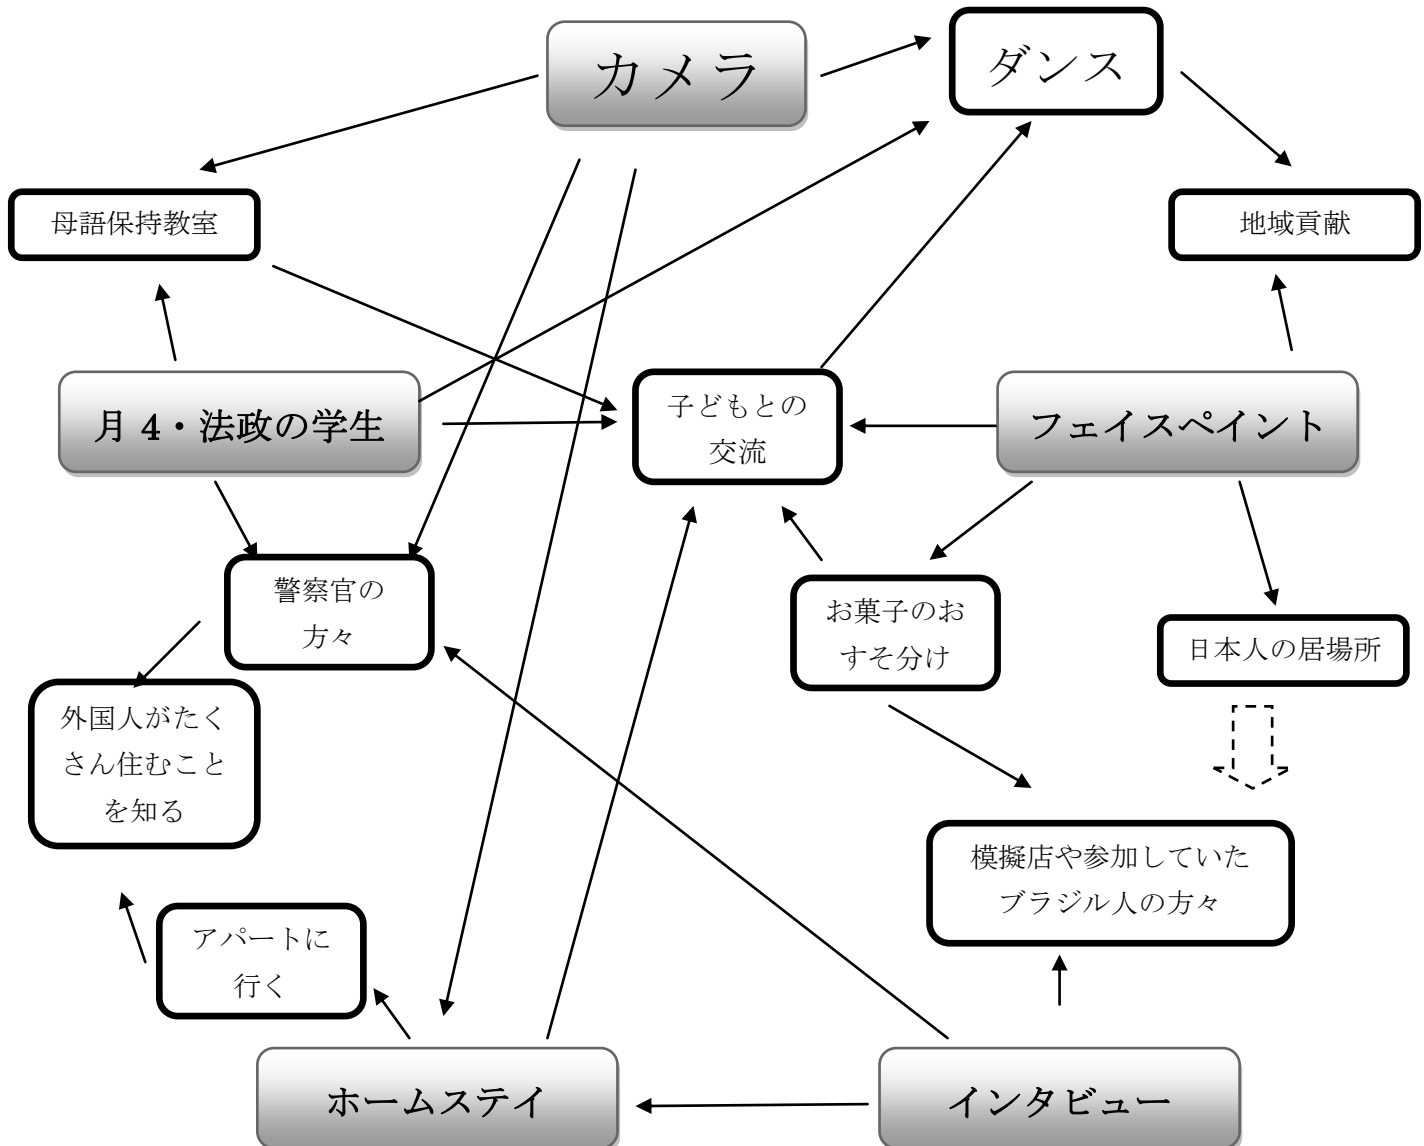 カメラ
ダンス
母語保持教室
地域貢献
月 4・法政の学生
子どもとの
交流
フェイスペイント
警察官の
方々
お菓子のお
すそ分け
日本人の居場所
外国人がたく
さん住むこと
を知る
模擬店や参加していた
ブラジル人の方々
アパートに
行く
ホームステイ
インタビュー